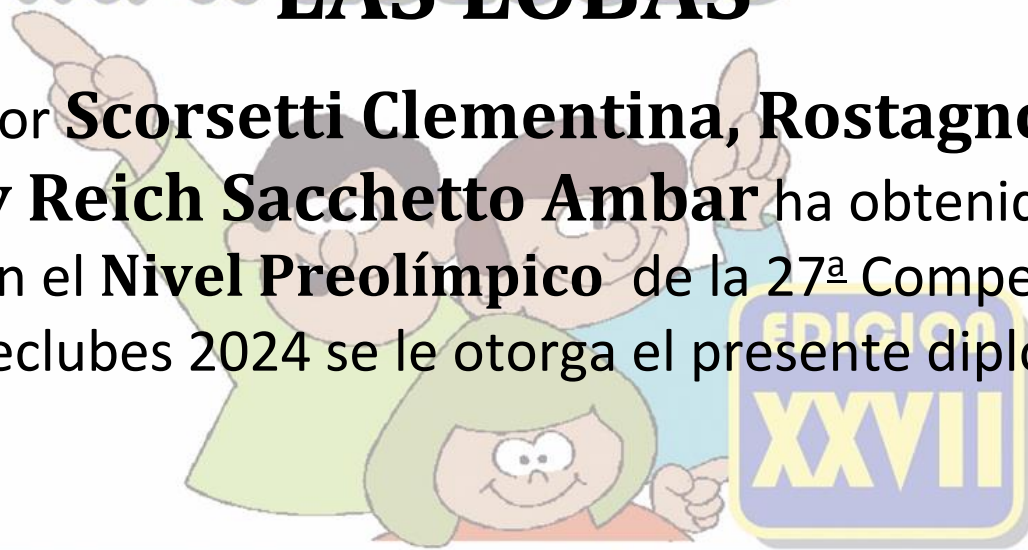 LAS LOBAS
or Scorsetti Clementina, Rostagno
y Reich Sacchetto Ambar ha obtenid
n el Nivel Preolímpico de la 27ª Compe
eclubes 2024 se le otorga el presente diplo
EDICION
XXVII